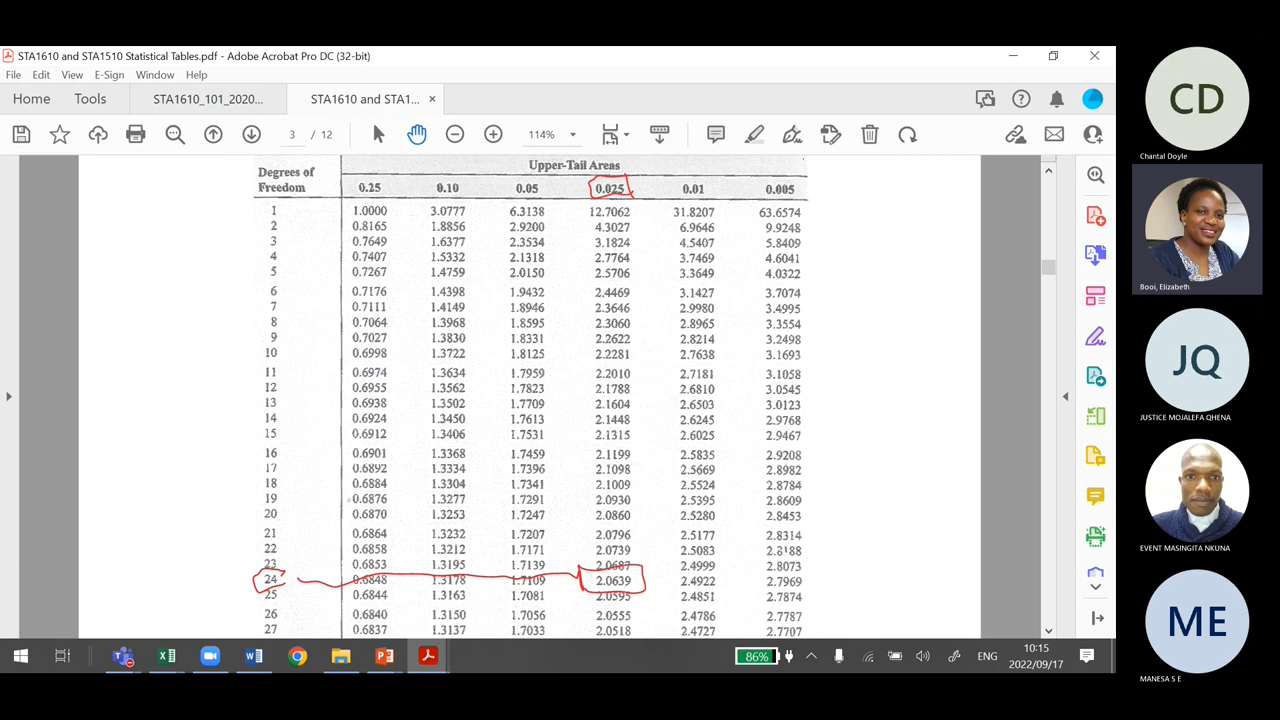 STA1610 and STA1510 Statistical Tables.pdf - Adobe Acrobat Pro DC (32-bit)
File Edit View E-Sign Window Help
Home Tools STA1610_101_2020... STA1610 and STA1... ×
3 / 12 114%
Upper-Tail Areas
Degrees of
Freedom 0.25 0.10 0.05 0.025 0.01 0.005
1 1.0000 3.0777 6.3138 12.7062 31.8207 63.6574
2 0.8165 1.8856 2.9200 4.3027 6.9646 9.9248
3 0.7649 1.6377 2.3534 3.1824 4.5407 5.8409
4 0.7407 1.5332 2.1318 2.7764 3.7469 4.6041
5 0.7267 1.4759 2.0150 2.5706 3.3649 4.0322
6 0.7176 1.4398 1.9432 2.4469 3.1427 3.7074
7 0.7111 1.4149 1.8946 2.3646 2.9980 3.4995
8 0.7064 1.3968 1.8595 2.3060 2.8965 3.3554
9 0.7027 1.3830 1.8331 2.2622 2.8214 3.2498
10 0.6998 1.3722 1.8125 2.2281 2.7638 3.1693
11 0.6974 1.3634 1.7959 2.2010 2.7181 3.1058
12 0.6955 1.3562 1.7823 2.1788 2.6810 3.0545
13 0.6938 1.3502 1.7709 2.1604 2.6503 3.0123
14 0.6924 1.3450 1.7613 2.1448 2.6245 2.9768
15 0.6912 1.3406 1.7531 2.1315 2.6025 2.9467
16 0.6901 1.3368 1.7459 2.1199 2.5835 2.9208
17 0.6892 1.3334 1.7396 2.1098 2.5669 2.8982
18 0.6884 1.3304 1.7341 2.1009 2.5524 2.8784
19 0.6876 1.3277 1.7291 2.0930 2.5395 2.8609
20 0.6870 1.3253 1.7247 2.0860 2.5280 2.8453
21 0.6864 1.3232 1.7207 2.0796 2.5177 2.8314
22 0.6858 1.3212 1.7171 2.0739 2.5083 2.8188
23 0.6853 1.3195 1.7139 2.0687 2.4999 2.8073
24 0.6848 1.3178 1.7109 2.0639 2.4922 2.7969
25 0.6844 1.3163 1.7081 2.0595 2.4851 2.7874
26 0.6840 1.3150 1.7056 2.0555 2.4786 2.7787
27 0.6837 1.3137 1.7033 2.0518 2.4727 2.7707
86% ENG 10:15
2022/09/17
CD
Chantal Doyle
Booi, Elizabeth
JQ
JUSTICE MOJALEFA QHENA
EVENT MASINGITA NKUNA
ME
MANESA S E